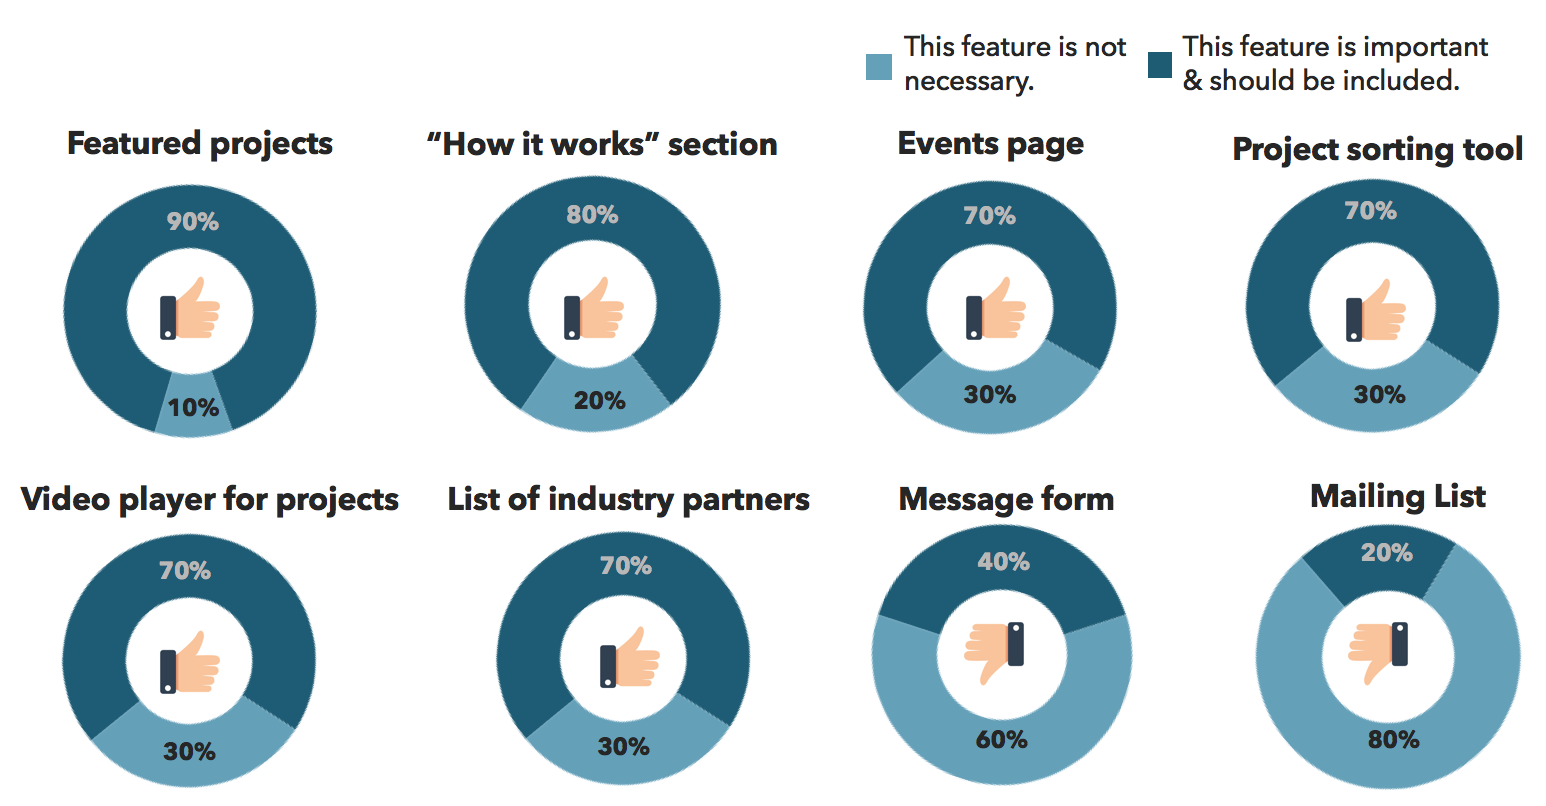 This feature is not
necessary.
This feature is important
& should be included.
Featured projects
“How it works” section
Events page
Project sorting tool
90%
10%
80%
20%
70%
30%
70%
30%
Video player for projects
List of industry partners
Message form
Mailing List
70%
30%
70%
30%
40%
60%
20%
80%